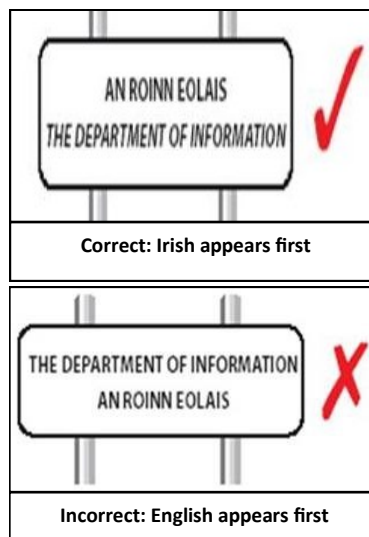 AN ROINN EOLAIS
THE DEPARTMENT OF INFORMATION
Correct: Irish appears first
THE DEPARTMENT OF INFORMATION
AN ROINN EOLAIS
Incorrect: English appears first